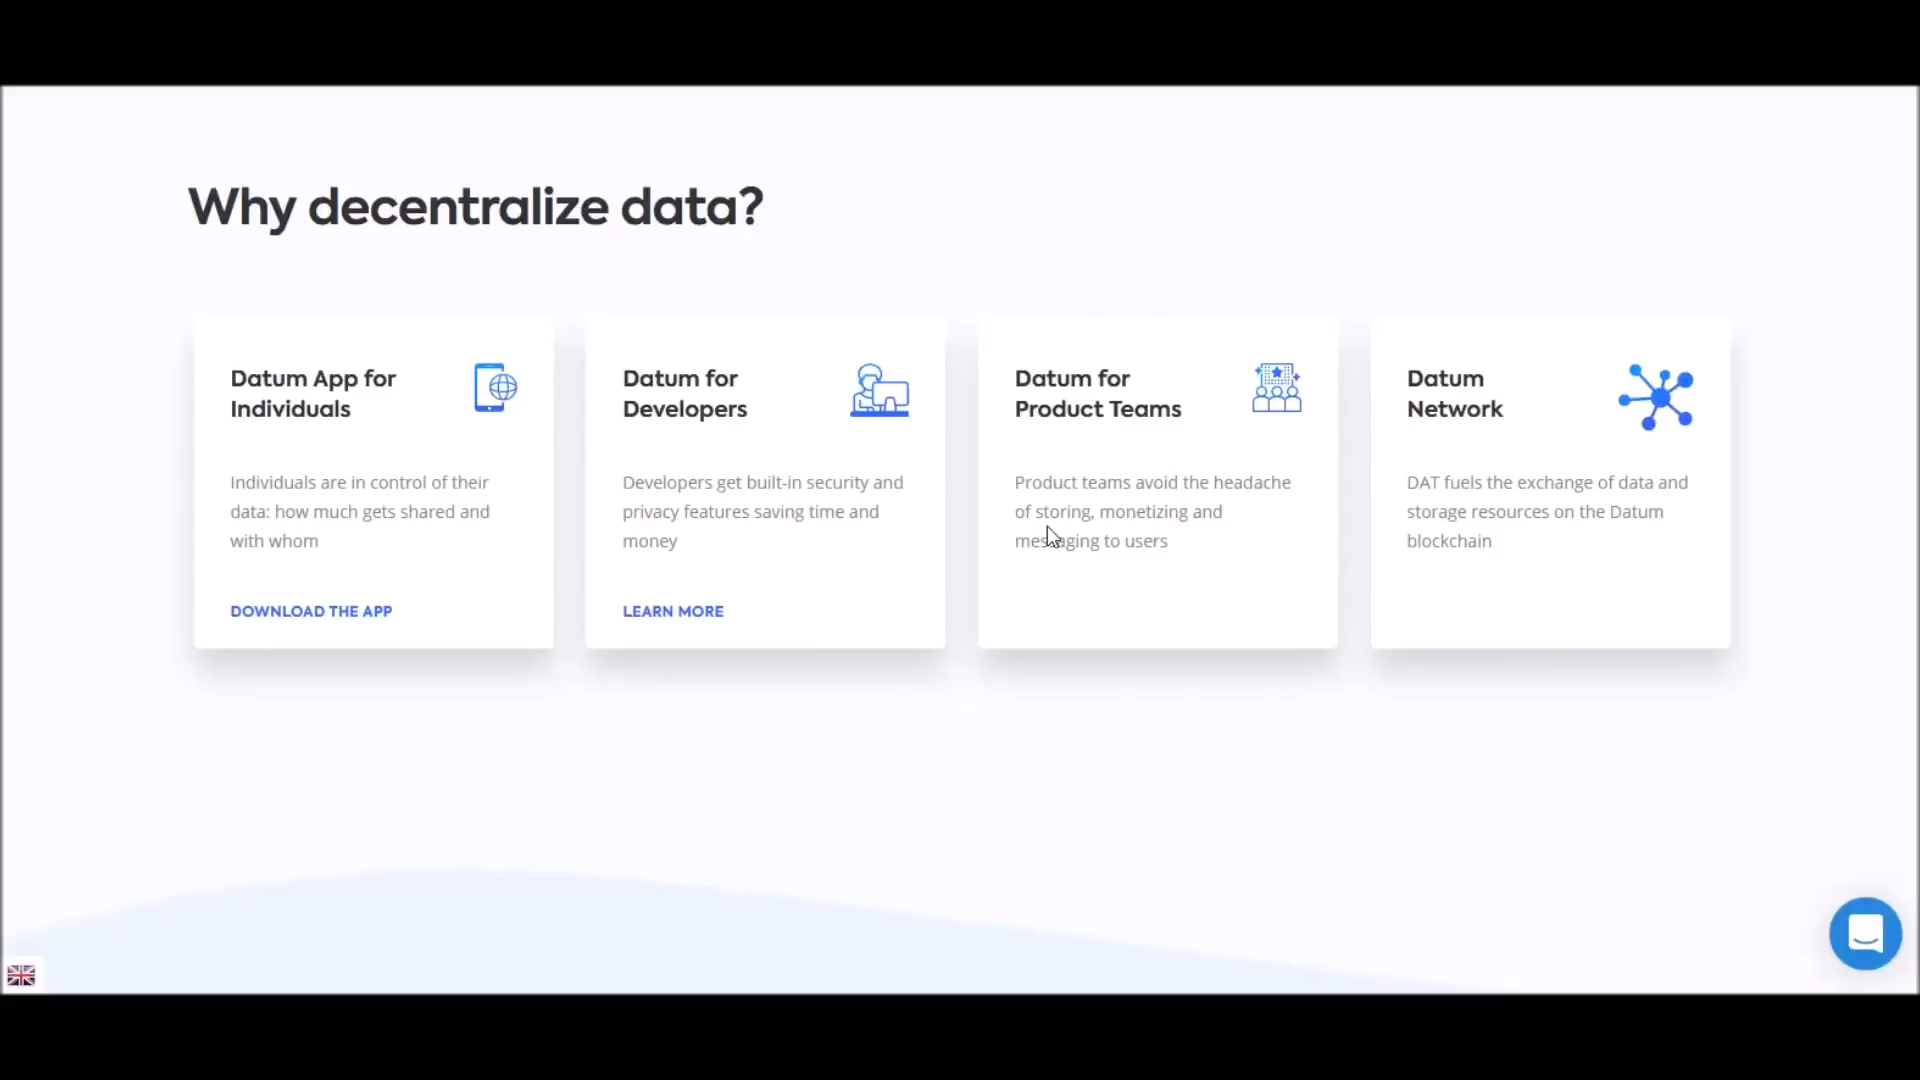 Why decentralize data?
Datum App for
Individuals
Individuals are in control of their
data: how much gets shared and
with whom
DOWNLOAD THE APP
Datum for
Developers
Developers get built-in security and
privacy features saving time and
money
LEARN MORE
Datum for
Product Teams
Product teams avoid the headache
of storing, monetizing and
messaging to users
Datum
Network
DAT fuels the exchange of data and
storage resources on the Datum
blockchain